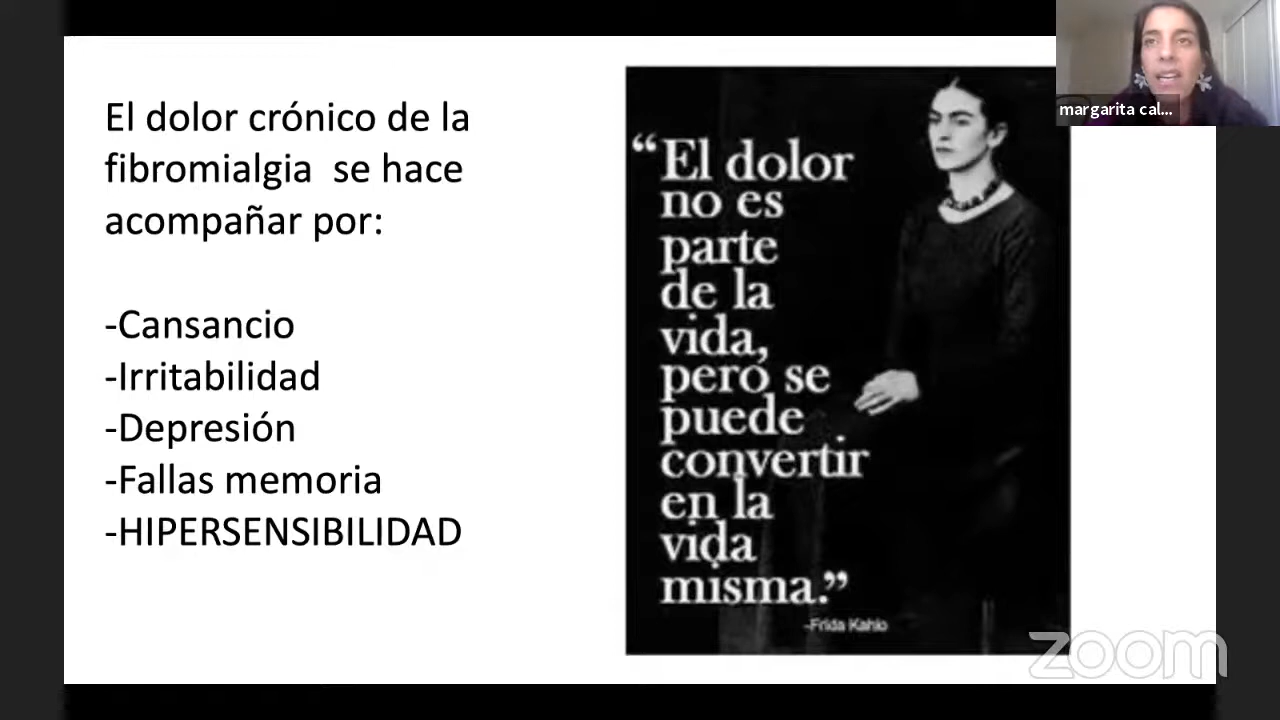 El dolor crónico de la
fibromialgia  se hace
acompañar por:
-Cansancio
-Irritabilidad
-Depresión
-Fallas memoria
-HIPERSENSIBILIDAD
“El dolor
no es
parte
de la
vida,
pero se
puede
convertir
en la
vida
misma.”
-Frida Kahlo
margarita cal...
zoom